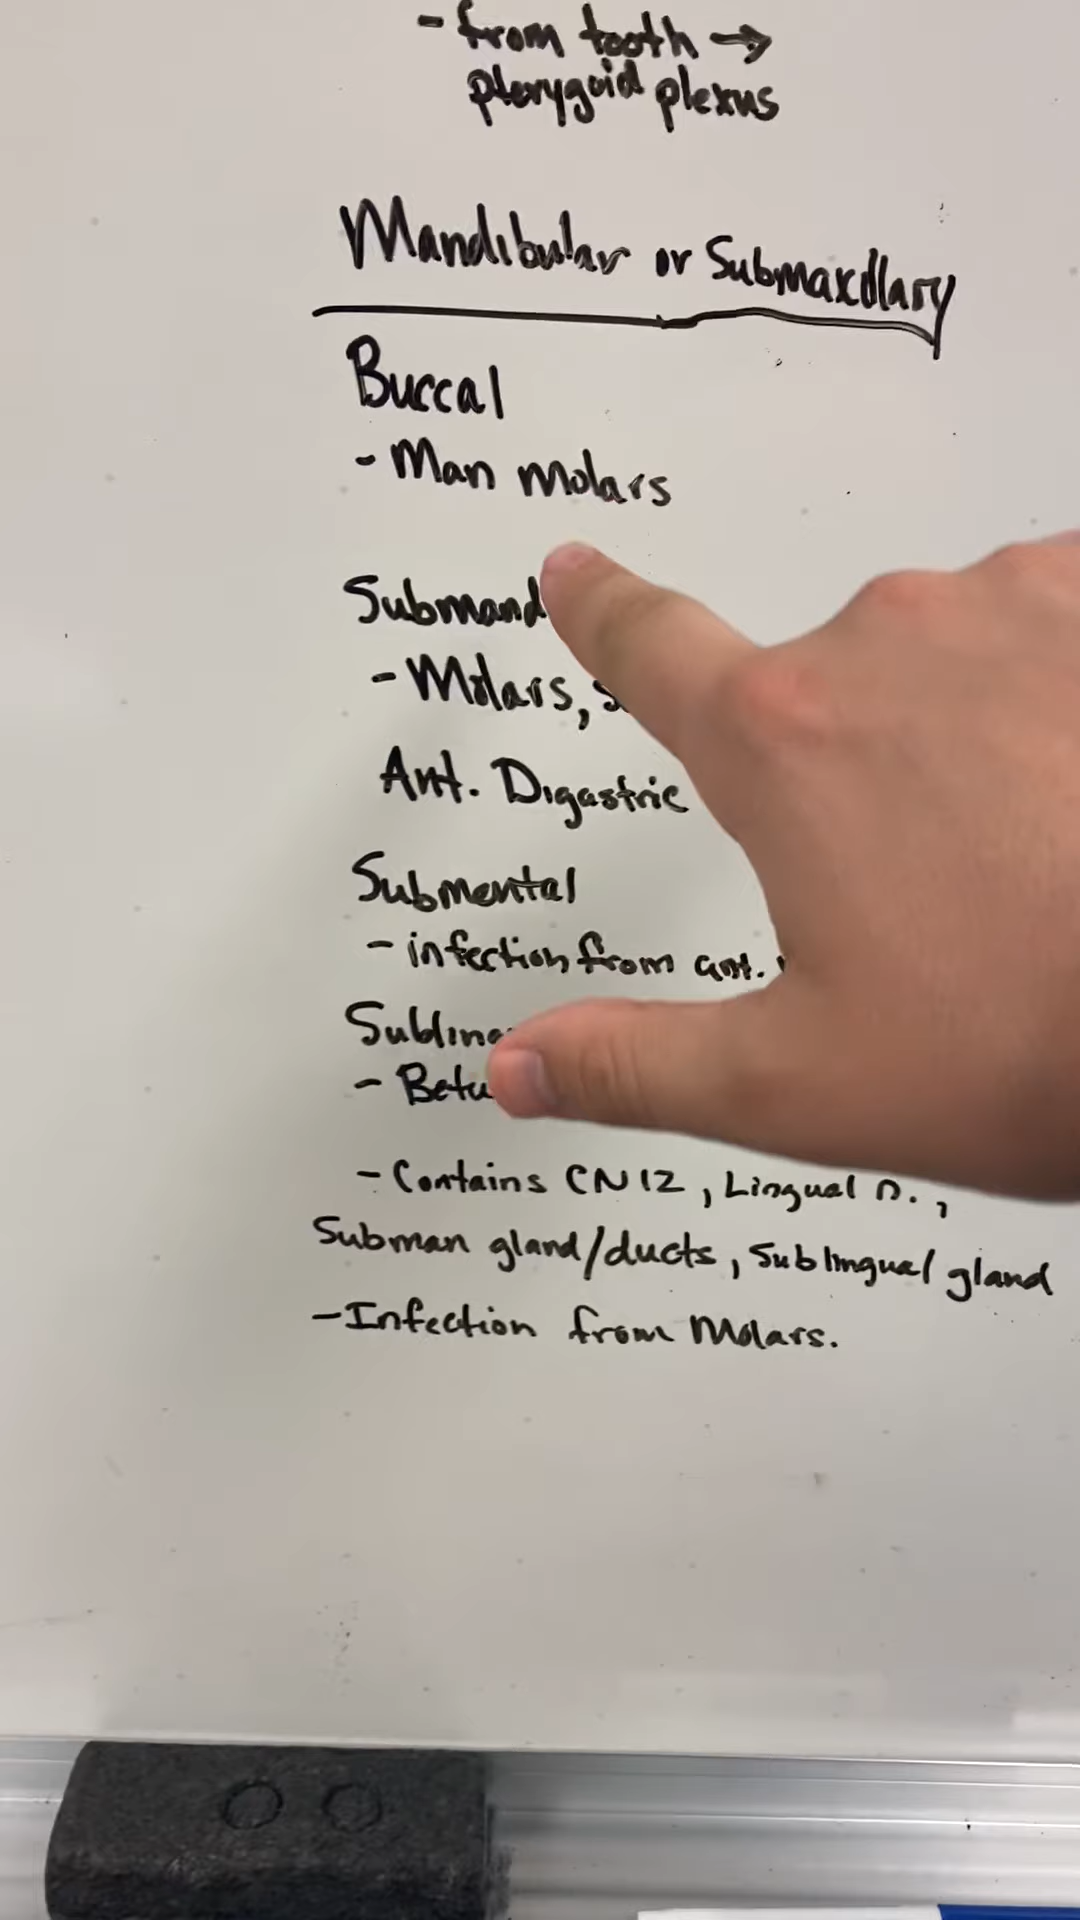 - from tooth →
pterygoid plexus
Mandibular or Submaxillary
Buccal
- Man Molars
Submand
- Molars,
Ant. Digastric
Submental
- infection from ant.
- Contains CN 12, Lingual n.,
Subman gland/ducts, Sublingual gland
- Infection from Molars.